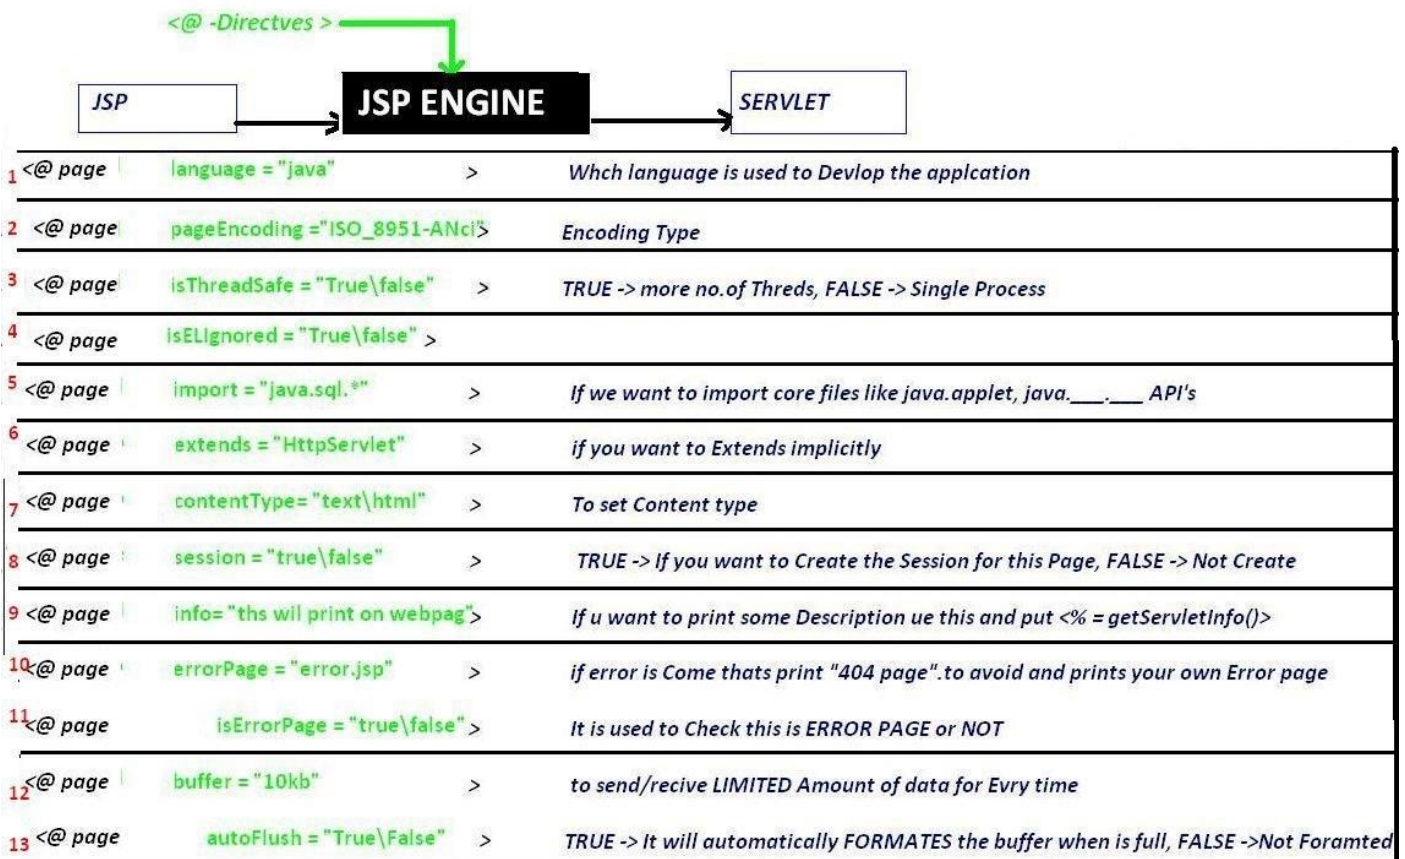 <@ -Directves >
JSP
JSP ENGINE
SERVLET
1 <@ page language = "java" > Whch language is used to Devlop the applcation
2 <@ page pageEncoding ="ISO_8951-ANci"> Encoding Type
3 <@ page isThreadSafe = "True\false" > TRUE -> more no.of Threds, FALSE -> Single Process
4 <@ page isELIgnored = "True\false" >
5 <@ page import = "java.sql.*" > If we want to import core files like java.applet, java.___.___ API's
6 <@ page extends = "HttpServlet" > if you want to Extends implicitly
7 <@ page contentType= "text\html" > To set Content type
8 <@ page session = "true\false" > TRUE -> If you want to Create the Session for this Page, FALSE -> Not Create
9 <@ page info= "ths wil print on webpag"> If u want to print some Description ue this and put <% = getServletInfo()>
10 <@ page errorPage = "error.jsp" > if error is Come thats print "404 page".to avoid and prints your own Error page
11 <@ page isErrorPage = "true\false" > It is used to Check this is ERROR PAGE or NOT
12 <@ page buffer = "10kb" > to send/recive LIMITED Amount of data for Evry time
13 <@ page autoFlush = "True\False" > TRUE -> It will automatically FORMATES the buffer when is full, FALSE ->Not Foramted